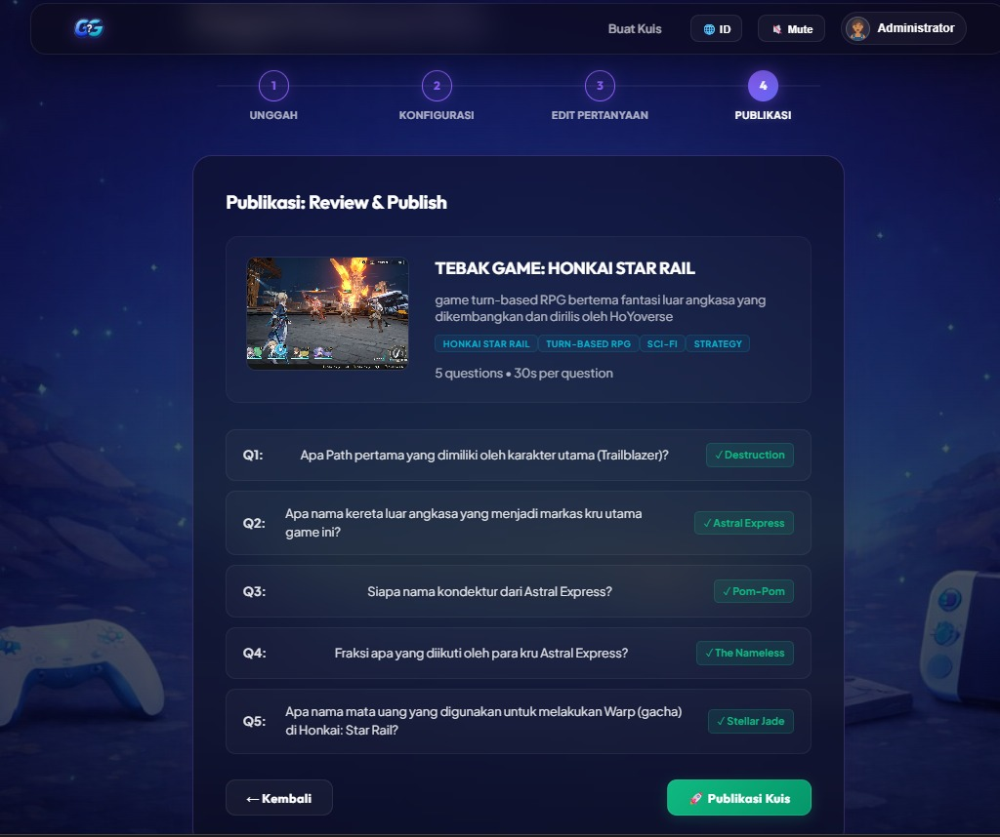 GG
Buat Kuis
ID
Mute
Administrator
1
2
3
4
UNGGAH
KONFIGURASI
EDIT PERTANYAAN
PUBLIKASI
Publikasi: Review & Publish
TEBAK GAME: HONKAI STAR RAIL
game turn-based RPG bertema fantasi luar angkasa yang
dikembangkan dan dirilis oleh HoYoverse
HONKAI STAR RAIL
TURN-BASED RPG
SCI-FI
STRATEGY
5 questions • 30s per question
Q1:
Apa Path pertama yang dimiliki oleh karakter utama (Trailblazer)?
✓ Destruction
Q2:
Apa nama kereta luar angkasa yang menjadi markas kru utama
game ini?
✓ Astral Express
Q3:
Siapa nama kondektur dari Astral Express?
✓ Pom-Pom
Q4:
Fraksi apa yang diikuti oleh para kru Astral Express?
✓ The Nameless
Q5:
Apa nama mata uang yang digunakan untuk melakukan Warp (gacha)
di Honkai: Star Rail?
✓ Stellar Jade
← Kembali
Publikasi Kuis